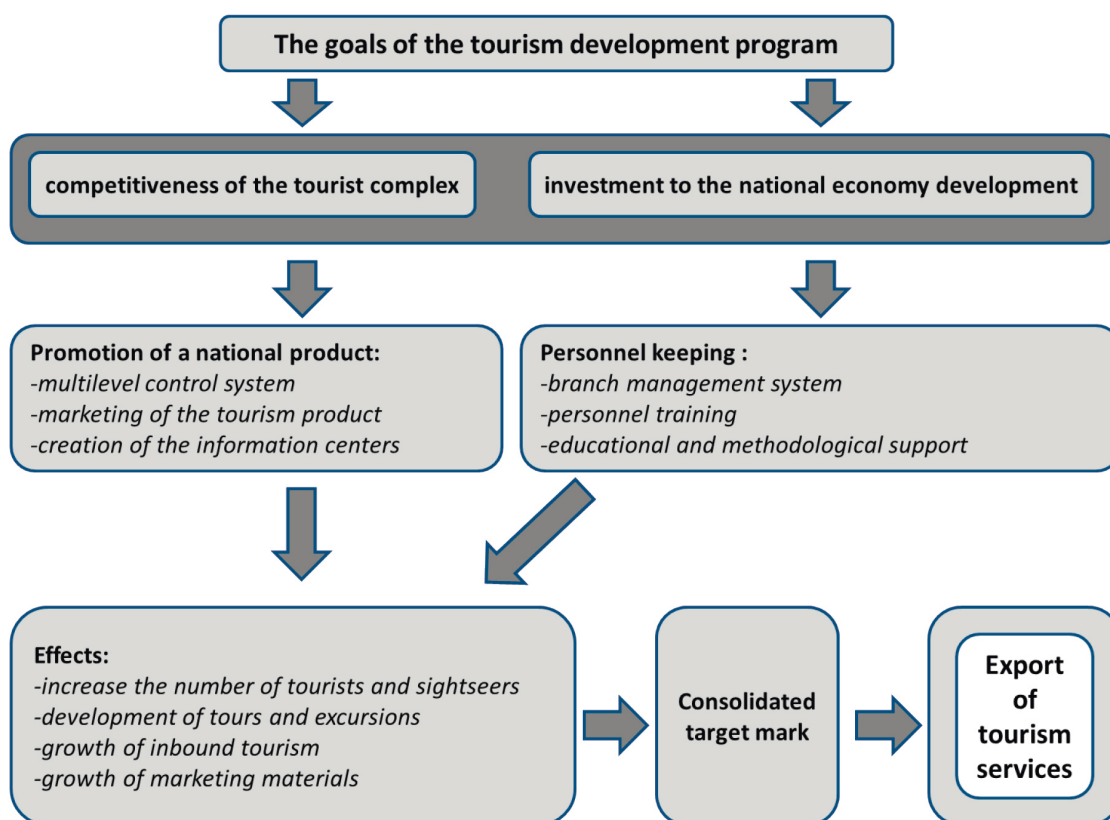 The goals of the tourism development program
competitiveness of the tourist complex
investment to the national economy development
Promotion of a national product:
-multilevel control system
-marketing of the tourism product
-creation of the information centers
Personnel keeping :
-branch management system
-personnel training
-educational and methodological support
Effects:
-increase the number of tourists and sightseers
-development of tours and excursions
-growth of inbound tourism
-growth of marketing materials
Consolidated
target mark
Export
of
tourism
services